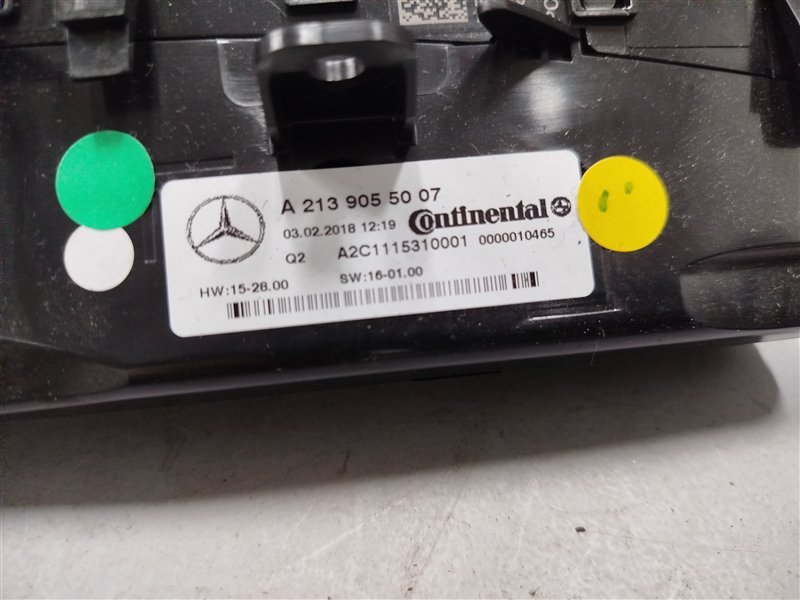 A 213 905 50 07
03.02.2018 12:19 Continental
Q2 A2C1115310001 0000010465
HW:15-28.00 SW:16-01.00